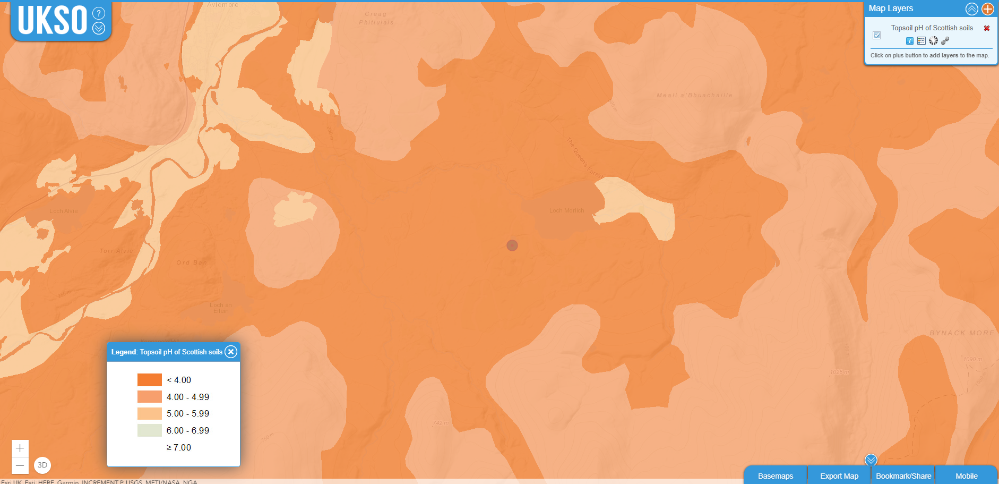 UKSO
?
Aviemore
Creag
Phitiulais
Map Layers
Topsoil pH of Scottish soils
Click on plus button to add layers to the map.
Meall a'Bhuachaille
250 m
The Queen's Forest
Loch Alvie
Loch Morlich
Torr Alvie
Ord Ban
250 m
Loch an
Eilein
BYNACK MORE
1090 m
1028 m
742 m
750 m
Legend: Topsoil pH of Scottish soils
< 4.00
4.00 - 4.99
5.00 - 5.99
6.00 - 6.99
≥ 7.00
+
−
3D
Basemaps
Export Map
Bookmark/Share
Mobile
Esri UK, Esri, HERE, Garmin, INCREMENT P, USGS, METI/NASA, NGA